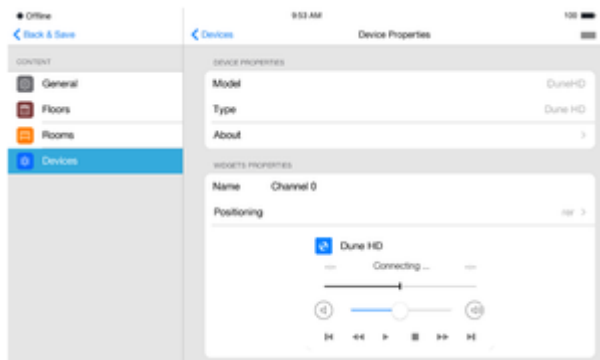 Offline
9:53 AM
100
Back & Save
Devices
Device Properties
CONTENT
General
Floors
Rooms
Devices
DEVICE PROPERTIES
Model
DuneHD
Type
Dune HD
About
WIDGETS PROPERTIES
Name
Channel 0
Positioning
Dune HD
Connecting ...